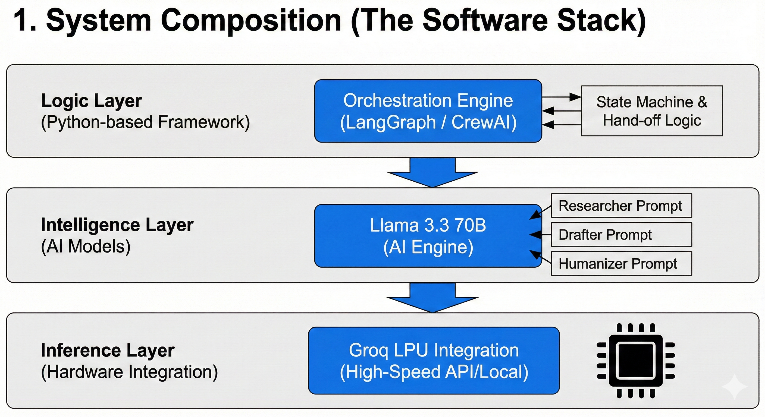 1. System Composition (The Software Stack)
Logic Layer
(Python-based Framework)
Orchestration Engine
(LangGraph / CrewAI)
State Machine &
Hand-off Logic
Intelligence Layer
(AI Models)
Llama 3.3 70B
(AI Engine)
Researcher Prompt
Drafter Prompt
Humanizer Prompt
Inference Layer
(Hardware Integration)
Groq LPU Integration
(High-Speed API/Local)